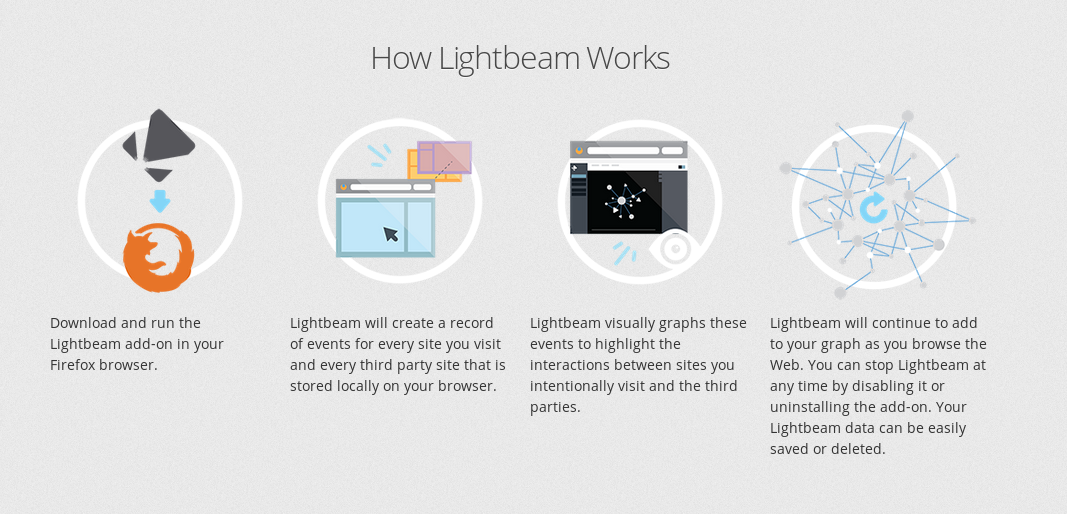 How Lightbeam Works
Download and run the
Lightbeam add-on in your
Firefox browser.
Lightbeam will create a record
of events for every site you visit
and every third party site that is
stored locally on your browser.
Lightbeam visually graphs these
events to highlight the
interactions between sites you
intentionally visit and the third
parties.
Lightbeam will continue to add
to your graph as you browse the
Web. You can stop Lightbeam at
any time by disabling it or
uninstalling the add-on. Your
Lightbeam data can be easily
saved or deleted.